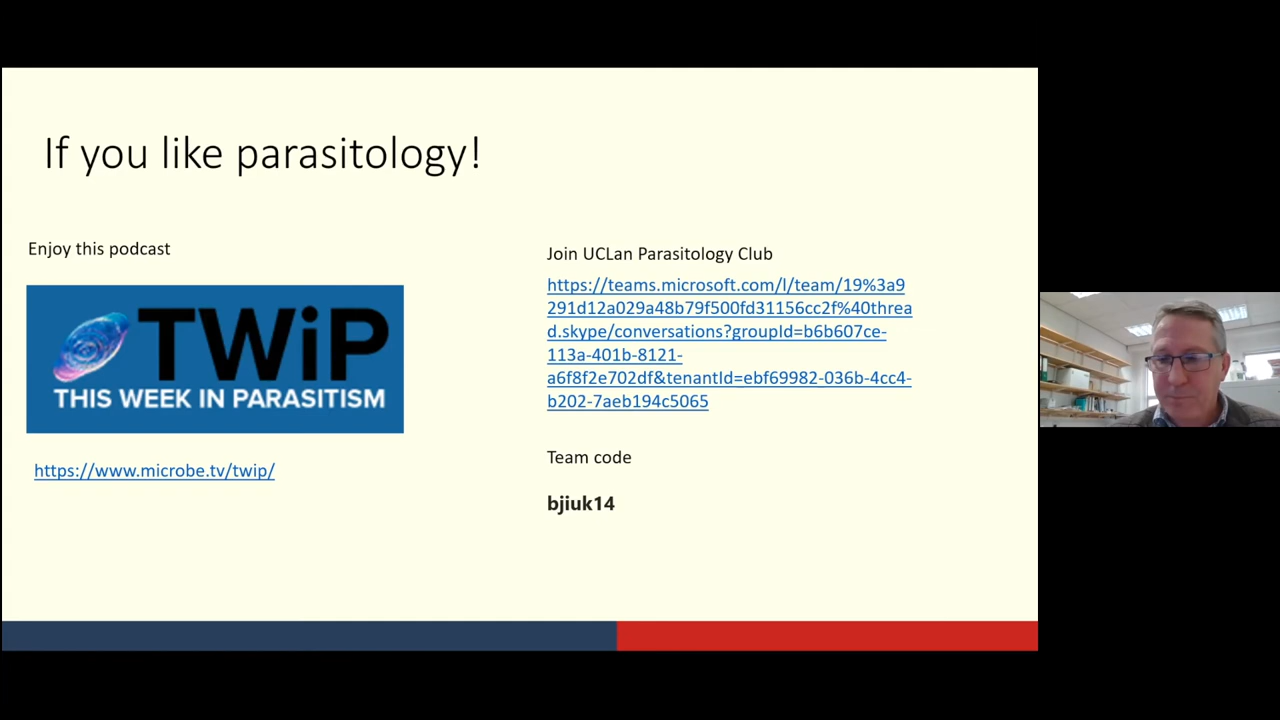 If you like parasitology!
Enjoy this podcast
TWiP
THIS WEEK IN PARASITISM
https://www.microbe.tv/twip/
Join UCLan Parasitology Club
https://teams.microsoft.com/l/team/19%3a9
291d12a029a48b79f500fd31156cc2f%40threa
d.skype/conversations?groupId=b6b607ce-
113a-401b-8121-
a6f8f2e702df&tenantId=ebf69982-036b-4cc4-
b202-7aeb194c5065
Team code
bjiuk14